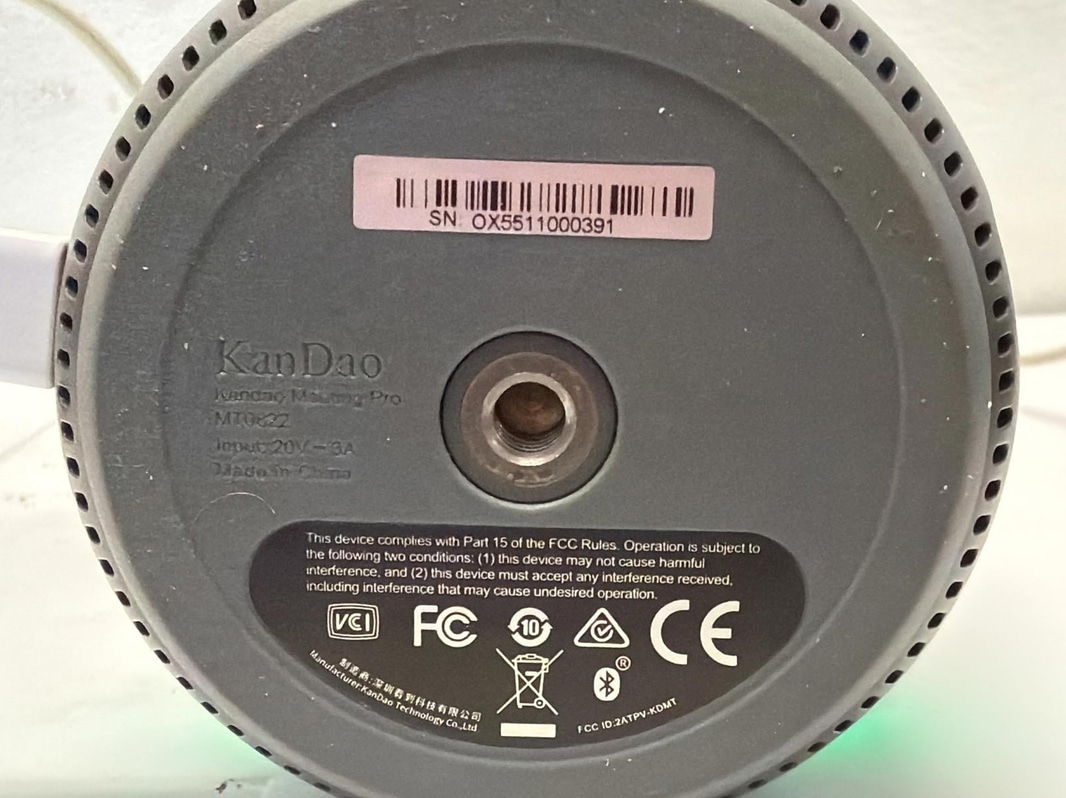 SN: OX5511000391
KanDao
Kandao Meeting Pro
MT0822
Input:20V⎓3A
Made in China
This device complies with Part 15 of the FCC Rules. Operation is subject to
the following two conditions: (1) this device may not cause harmful
interference, and (2) this device must accept any interference received,
including interference that may cause undesired operation.
VCI FC 10 CE
制造商:深圳看到科技有限公司
Manufacturer:KanDao Technology Co.,Ltd
®
FCC ID:2ATPV-KDMT